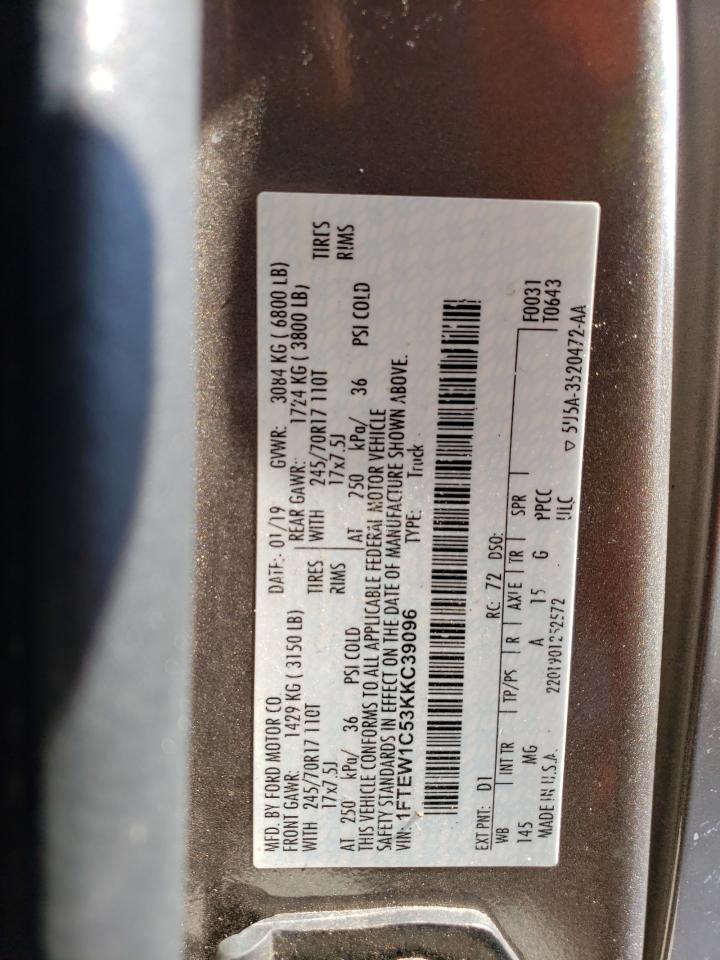 MFD. BY FORD MOTOR CO. DATE: 01/19 GVWR: 3084 KG ( 6800 LB)
FRONT GAWR: 1429 KG ( 3150 LB) REAR GAWR: 1724 KG ( 3800 LB)
WITH 245/70R17 110T TIRES WITH 245/70R17 110T TIRES
17x7.5J RIMS 17x7.5J RIMS
AT 250 kPa/ 36 PSI COLD AT 250 kPa/ 36 PSI COLD
THIS VEHICLE CONFORMS TO ALL APPLICABLE FEDERAL MOTOR VEHICLE
SAFETY STANDARDS IN EFFECT ON THE DATE OF MANUFACTURE SHOWN ABOVE.
VIN: 1FTEW1C53KKC39096 TYPE: Truck
F0031
T0643
EXT PNT: D1 RC: 72 DSO:
WB INT TR TP/PS R AXLE TR SPR
145 MG A 15 G PPCC
MADE IN U.S.A. 2201901252572 ULC
5U5A-3520472-AA